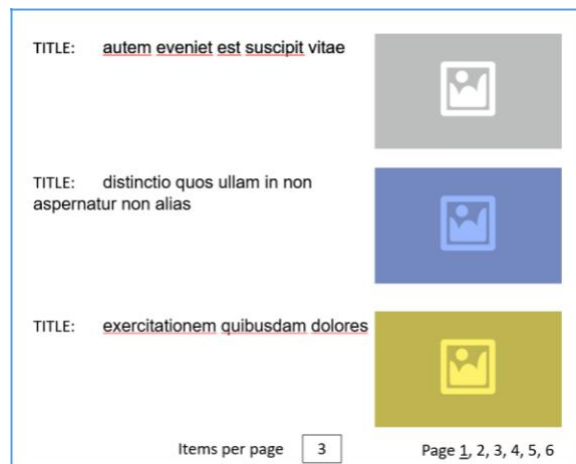 TITLE: autem eveniet est suscipit vitae
TITLE: distinctio quos ullam in non
aspernatur non alias
TITLE: exercitationem quibusdam dolores
Items per page 3 Page 1, 2, 3, 4, 5, 6